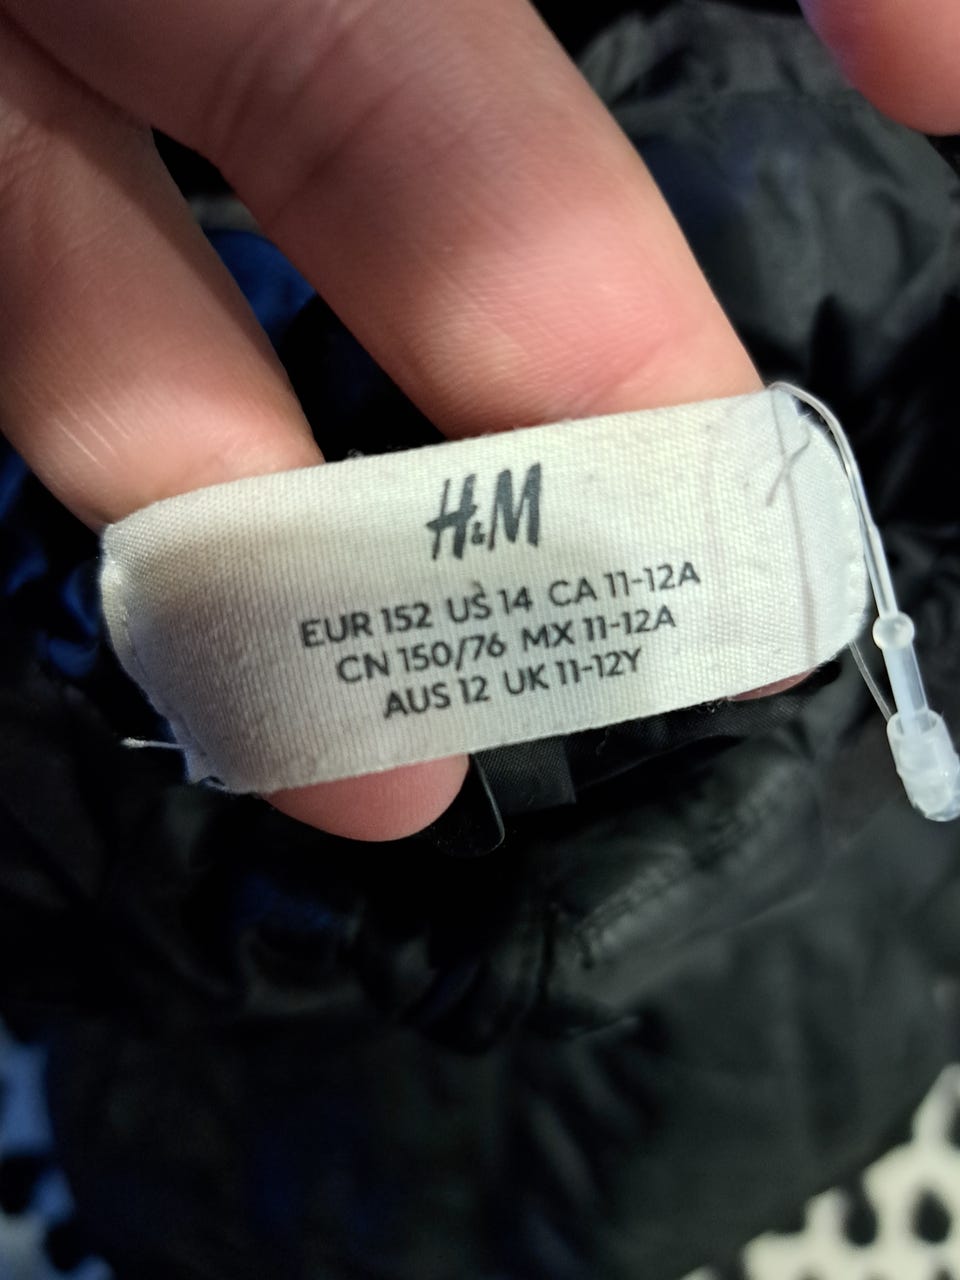 H&M
EUR 152 US 14 CA 11-12A
CN 150/76 MX 11-12A
AUS 12 UK 11-12Y